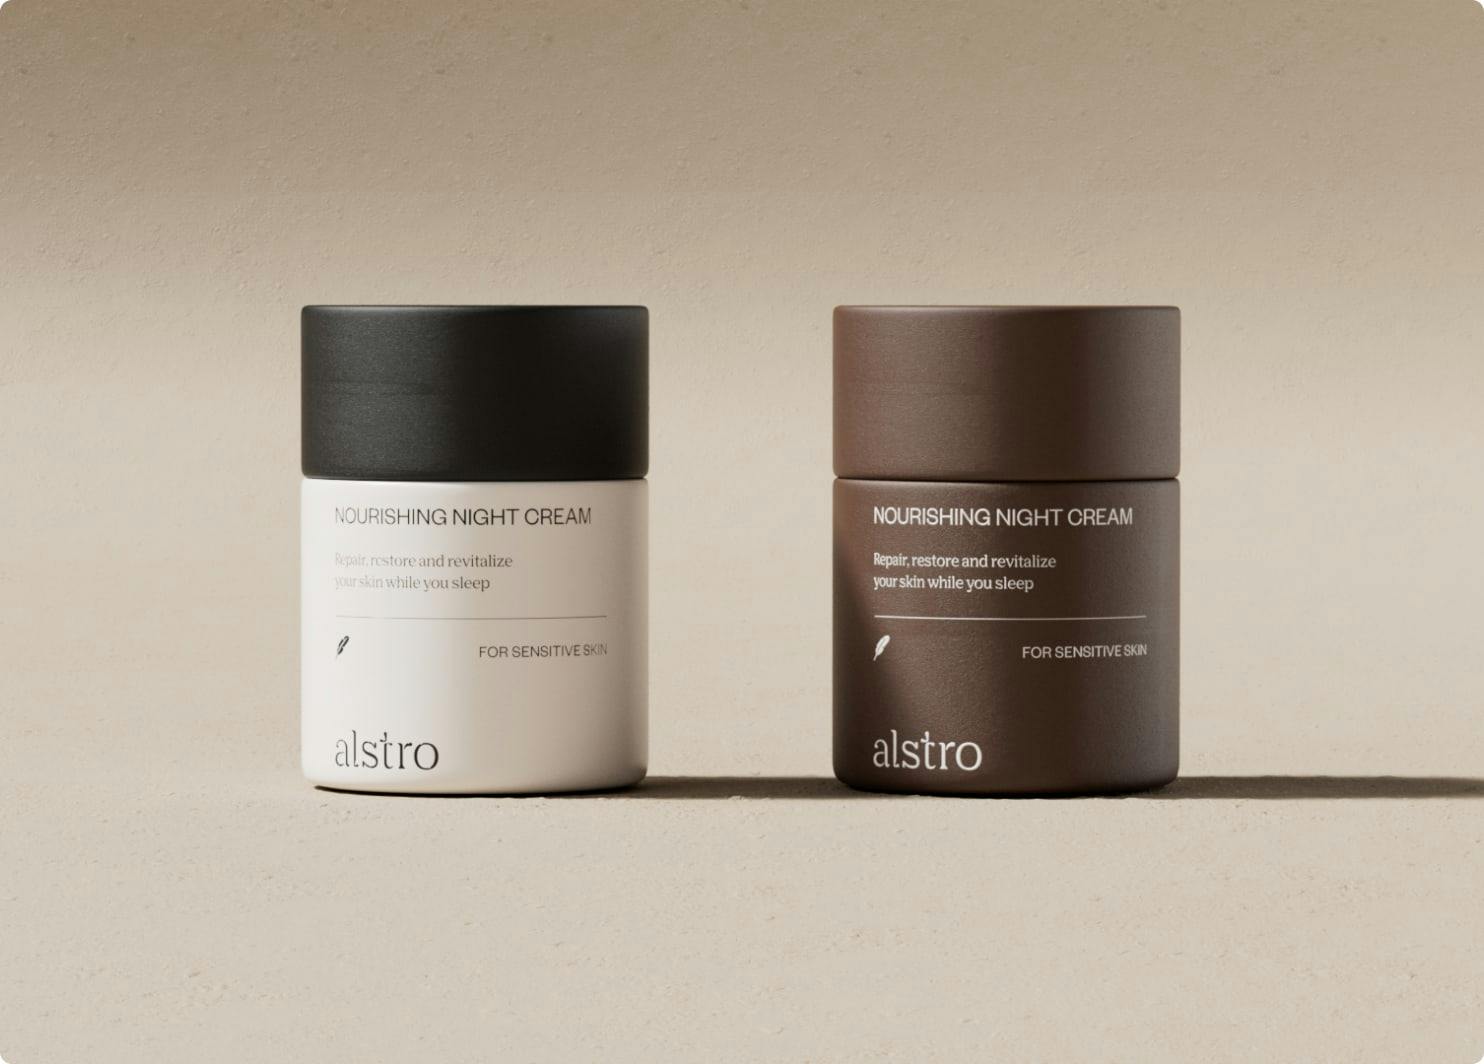 NOURISHING NIGHT CREAM
Repair, restore and revitalize
your skin while you sleep
FOR SENSITIVE SKIN
alstro
NOURISHING NIGHT CREAM
Repair, restore and revitalize
your skin while you sleep
FOR SENSITIVE SKIN
alstro